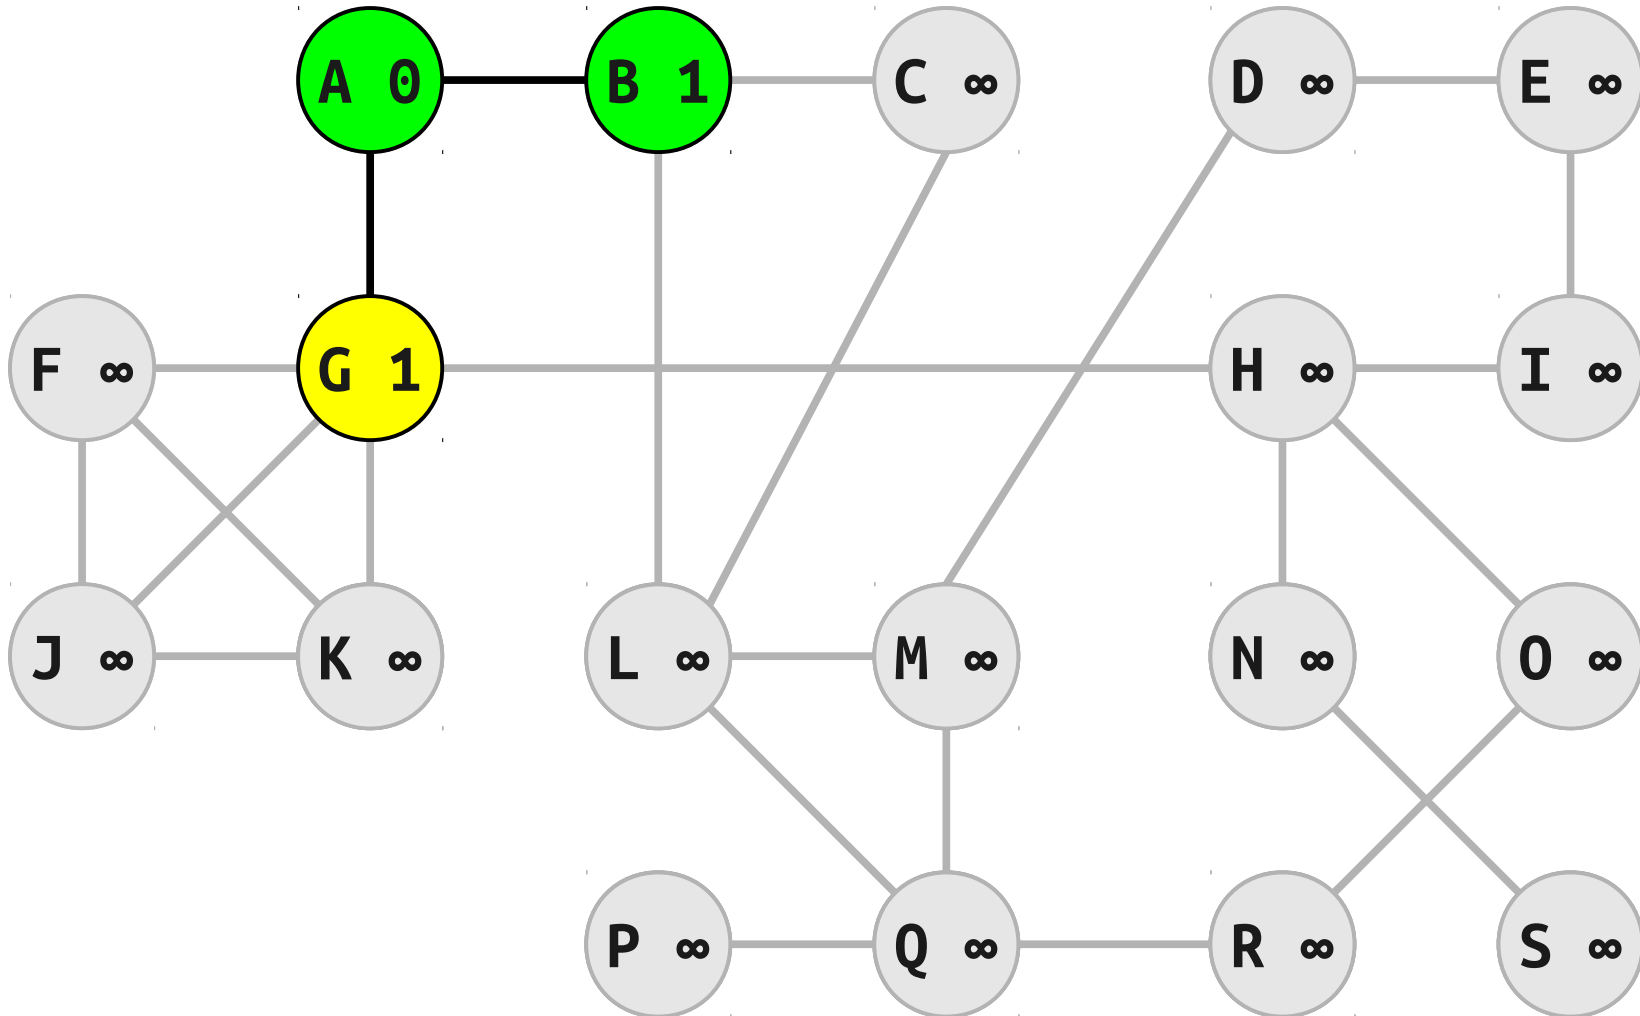 A 0 B 1 C ∞ D ∞ E ∞
F ∞ G 1 H ∞ I ∞
J ∞ K ∞ L ∞ M ∞ N ∞ O ∞
P ∞ Q ∞ R ∞ S ∞